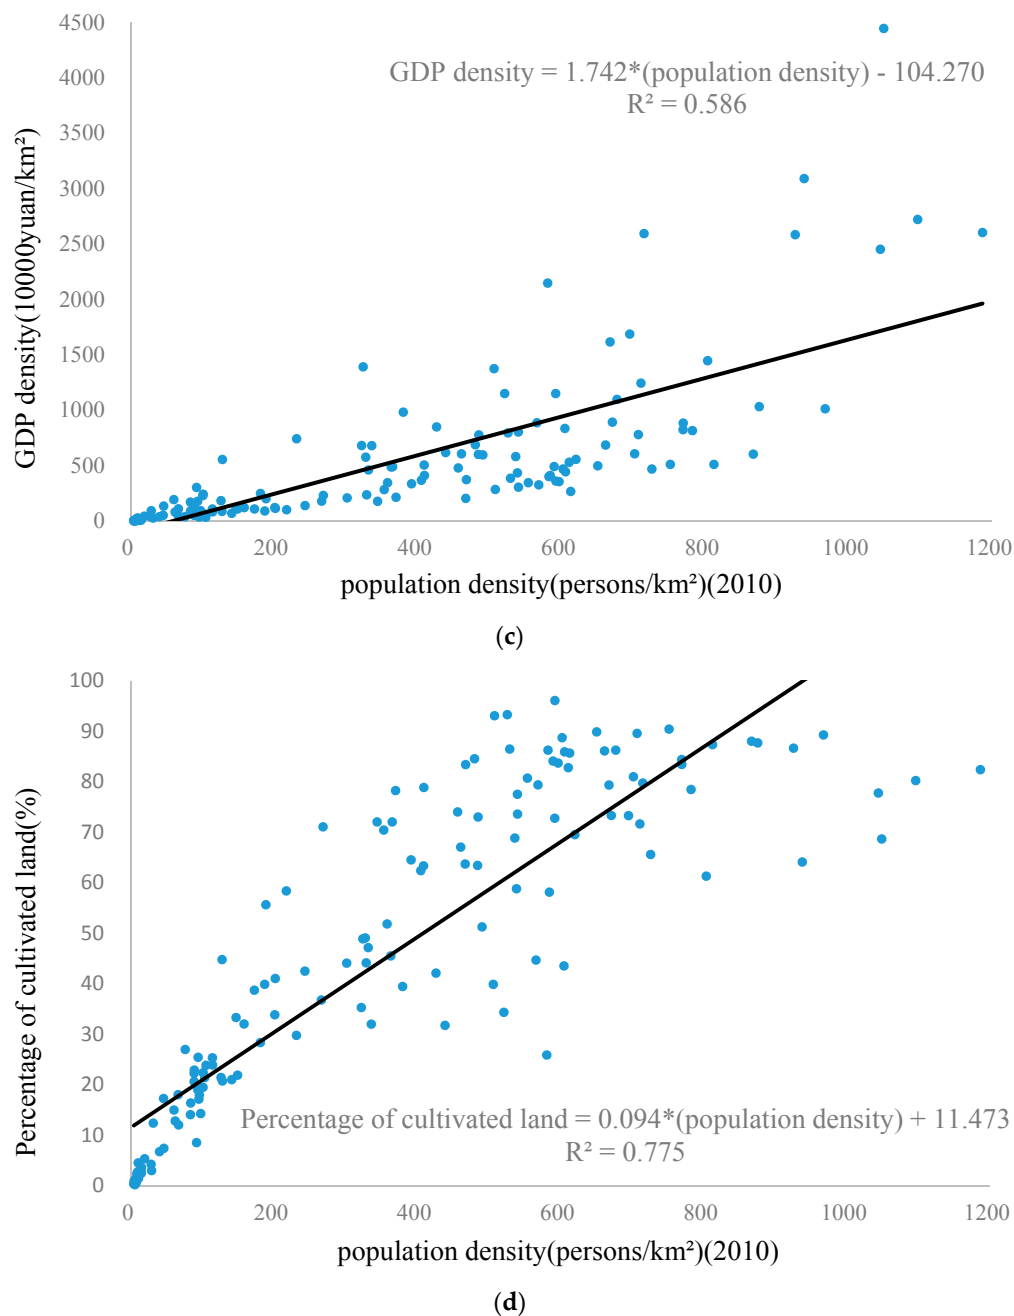 4500
4000
3500
3000
2500
2000
1500
1000
500
0
GDP density(10000yuan/km²)
GDP density = 1.742*(population density) - 104.270
R² = 0.586
0 200 400 600 800 1000 1200
population density(persons/km²)(2010)
(c)
100
90
80
70
60
50
40
30
20
10
0
Percentage of cultivated land(%)
Percentage of cultivated land = 0.094*(population density) + 11.473
R² = 0.775
0 200 400 600 800 1000 1200
population density(persons/km²)(2010)
(d)